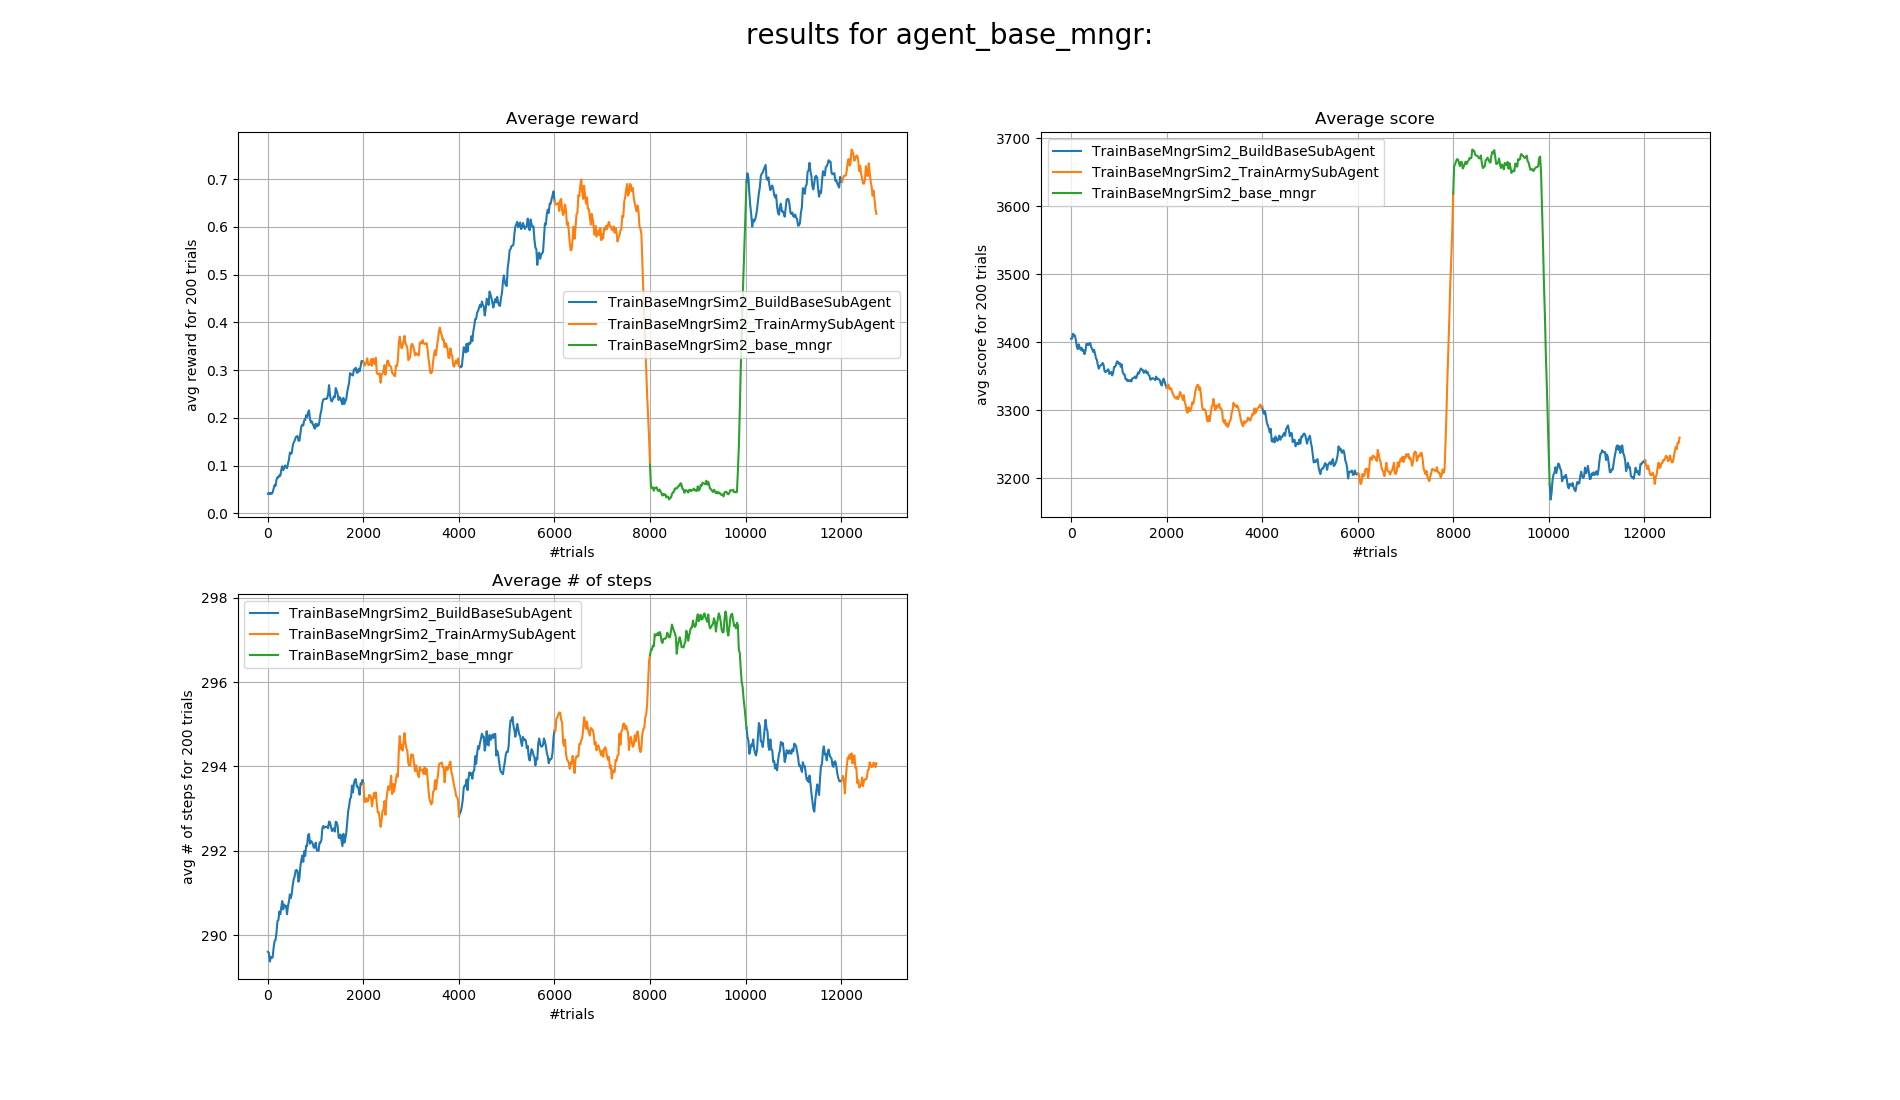 results for agent_base_mngr:
Average reward
avg reward for 200 trials
0.7
0.6
0.5
0.4
0.3
0.2
0.1
0.0
TrainBaseMngrSim2_BuildBaseSubAgent
TrainBaseMngrSim2_TrainArmySubAgent
TrainBaseMngrSim2_base_mngr
0 2000 4000 6000 8000 10000 12000
#trials
Average score
avg score for 200 trials
3700
3600
3500
3400
3300
3200
TrainBaseMngrSim2_BuildBaseSubAgent
TrainBaseMngrSim2_TrainArmySubAgent
TrainBaseMngrSim2_base_mngr
0 2000 4000 6000 8000 10000 12000
#trials
Average # of steps
avg # of steps for 200 trials
298
296
294
292
290
TrainBaseMngrSim2_BuildBaseSubAgent
TrainBaseMngrSim2_TrainArmySubAgent
TrainBaseMngrSim2_base_mngr
0 2000 4000 6000 8000 10000 12000
#trials